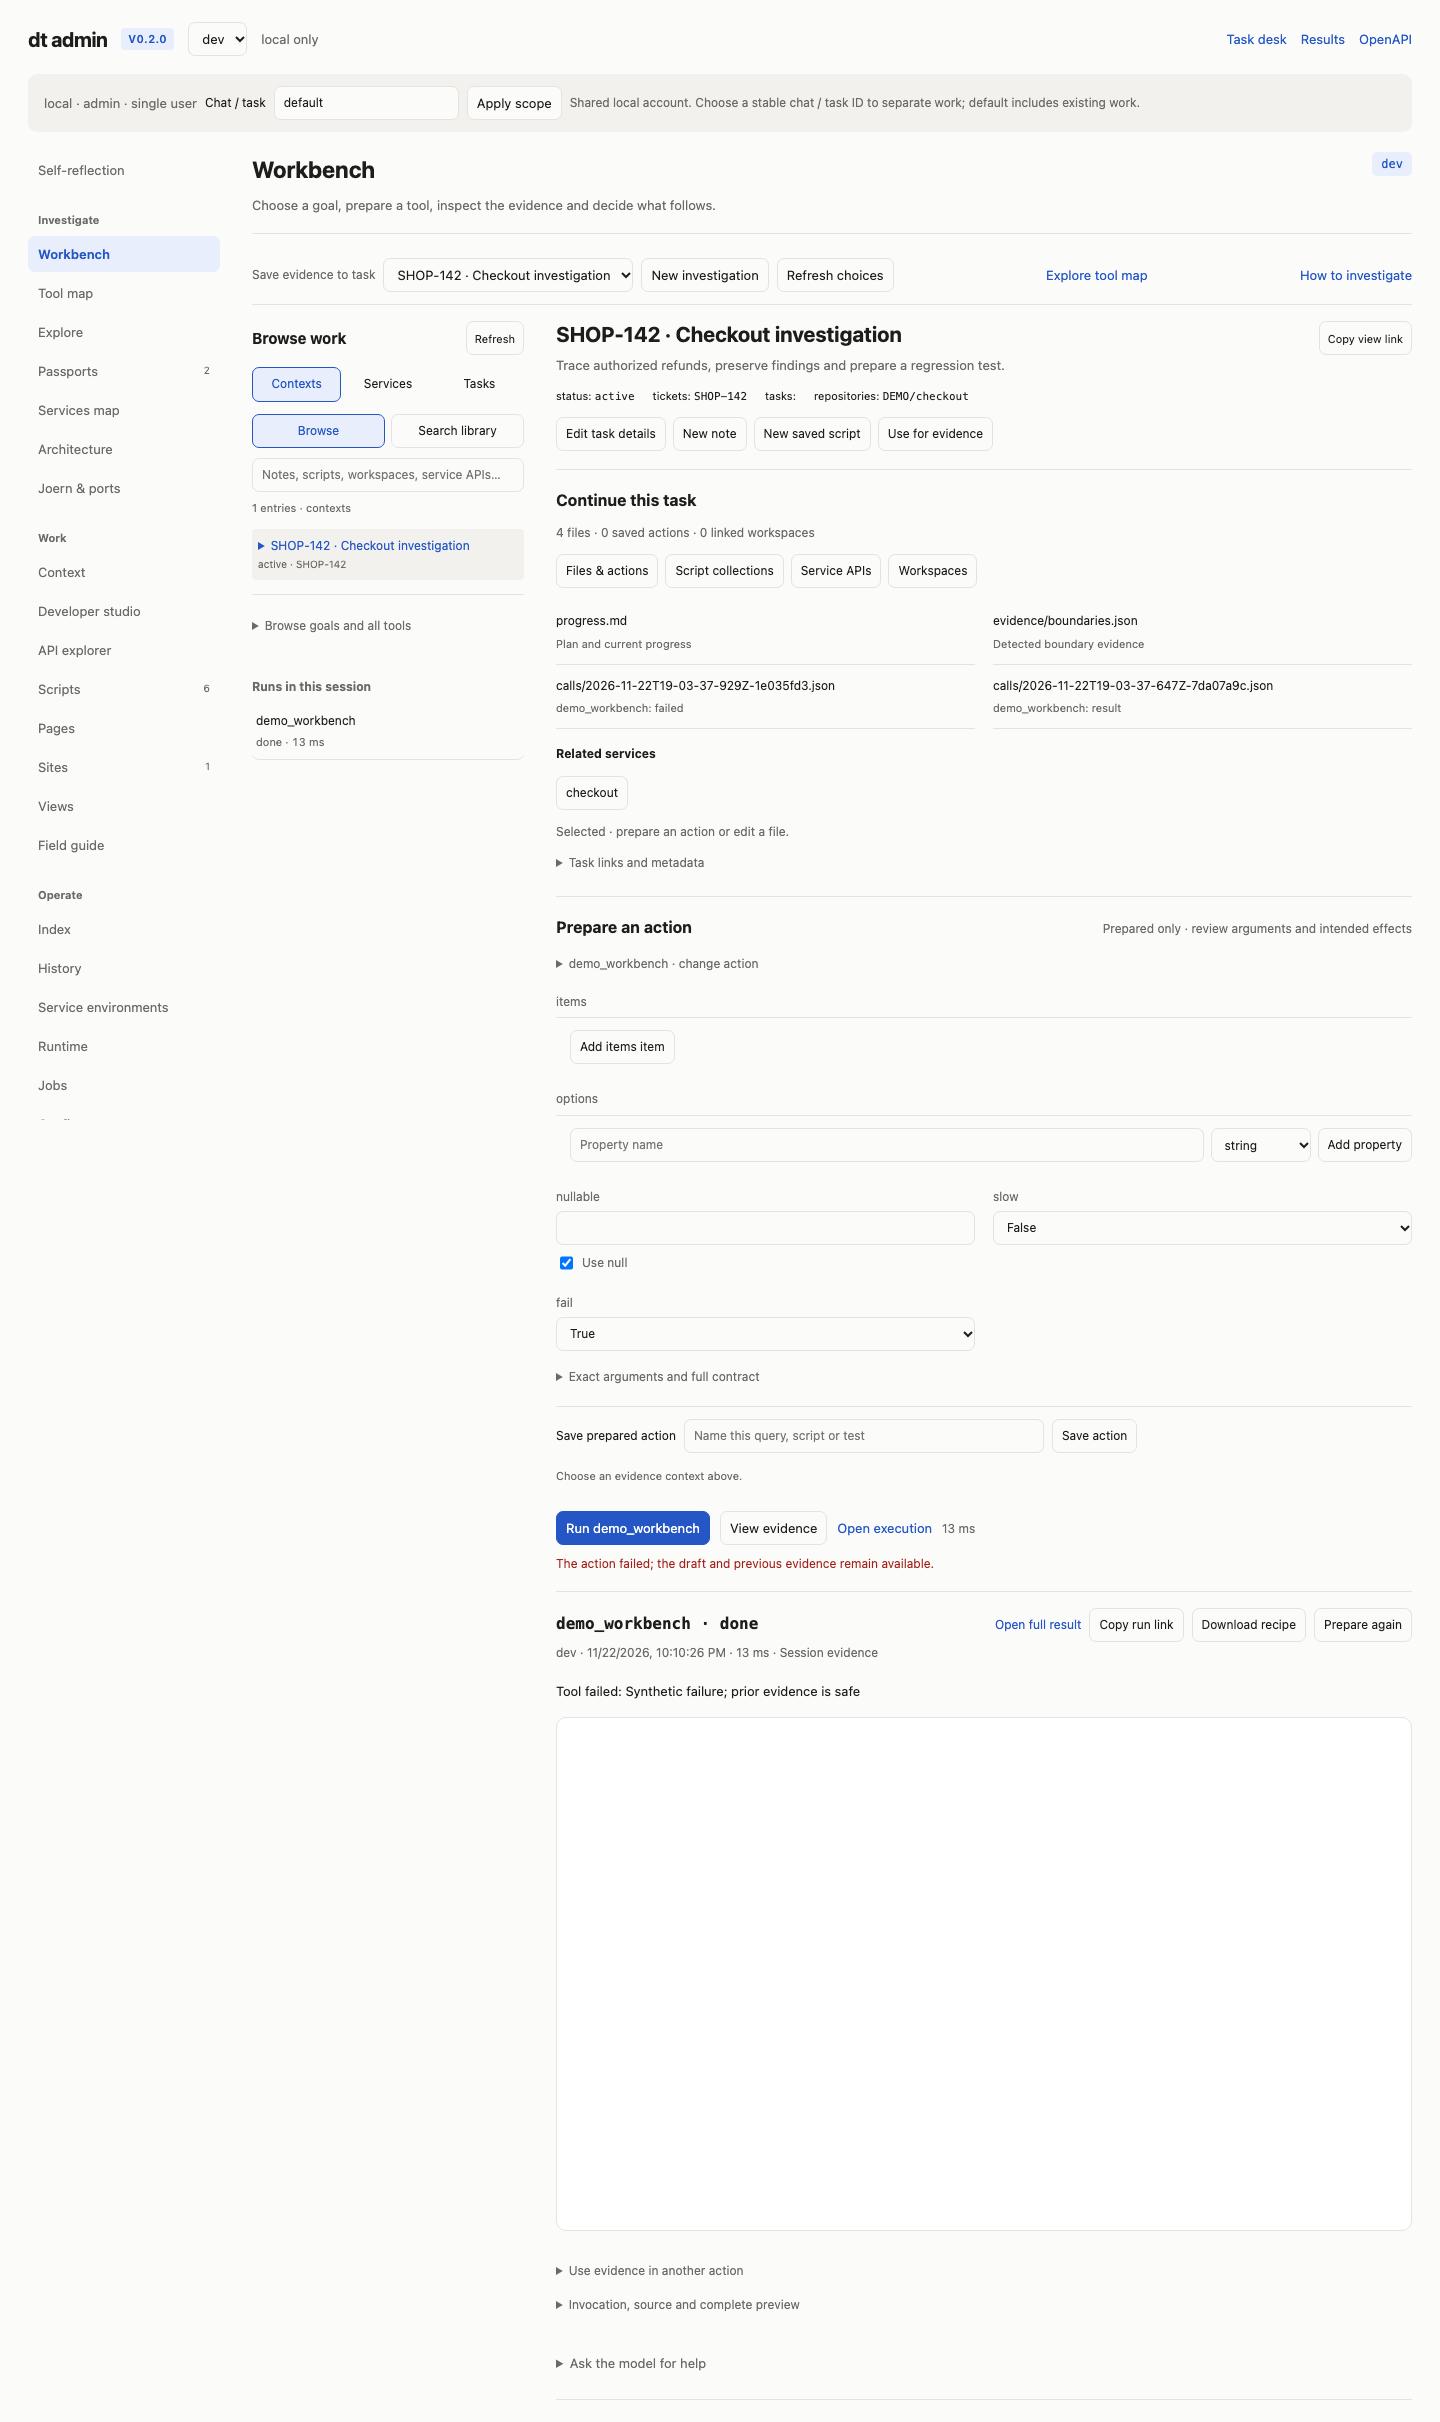 dt admin V0.2.0 dev local only Task desk Results OpenAPI
local · admin · single user Chat / task default Apply scope Shared local account. Choose a stable chat / task ID to separate work; default includes existing work.
Self-reflection
Investigate
Workbench
Tool map
Explore
Passports 2
Services map
Architecture
Joern & ports
Work
Context
Developer studio
API explorer
Scripts 6
Pages
Sites 1
Views
Field guide
Operate
Index
History
Service environments
Runtime
Jobs
Workbench dev
Choose a goal, prepare a tool, inspect the evidence and decide what follows.
Save evidence to task SHOP-142 · Checkout investigation New investigation Refresh choices Explore tool map How to investigate
Browse work Refresh
Contexts Services Tasks
Browse Search library
Notes, scripts, workspaces, service APIs...
1 entries · contexts
SHOP-142 · Checkout investigation
active · SHOP-142
Browse goals and all tools
Runs in this session
demo_workbench
done · 13 ms
SHOP-142 · Checkout investigation Copy view link
Trace authorized refunds, preserve findings and prepare a regression test.
status: active tickets: SHOP-142 tasks: repositories: DEMO/checkout
Edit task details New note New saved script Use for evidence
Continue this task
4 files · 0 saved actions · 0 linked workspaces
Files & actions Script collections Service APIs Workspaces
progress.md evidence/boundaries.json
Plan and current progress Detected boundary evidence
calls/2026-11-22T19-03-37-929Z-1e035fd3.json calls/2026-11-22T19-03-37-647Z-7da07a9c.json
demo_workbench: failed demo_workbench: result
Related services
checkout
Selected · prepare an action or edit a file.
Task links and metadata
Prepare an action Prepared only · review arguments and intended effects
demo_workbench · change action
items
Add items item
options
Property name string Add property
nullable slow
False
Use null
fail
True
Exact arguments and full contract
Save prepared action Name this query, script or test Save action
Choose an evidence context above.
Run demo_workbench View evidence Open execution 13 ms
The action failed; the draft and previous evidence remain available.
demo_workbench · done Open full result Copy run link Download recipe Prepare again
dev · 11/22/2026, 10:10:26 PM · 13 ms · Session evidence
Tool failed: Synthetic failure; prior evidence is safe
Use evidence in another action
Invocation, source and complete preview
Ask the model for help